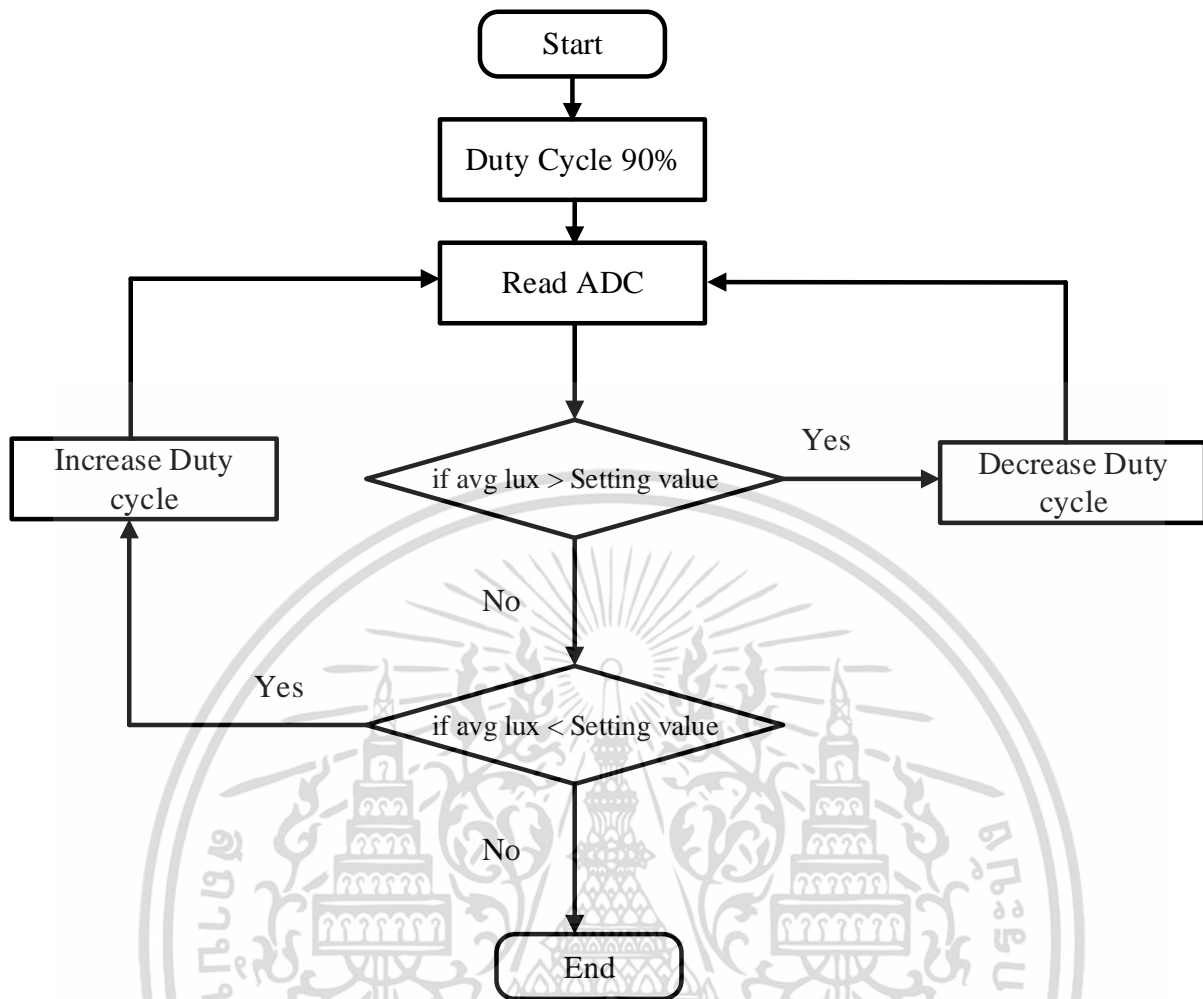 Start
Duty Cycle 90%
Read ADC
Increase Duty
cycle
if avg lux > Setting value
Yes
Decrease Duty
cycle
No
Yes
if avg lux < Setting value
No
End